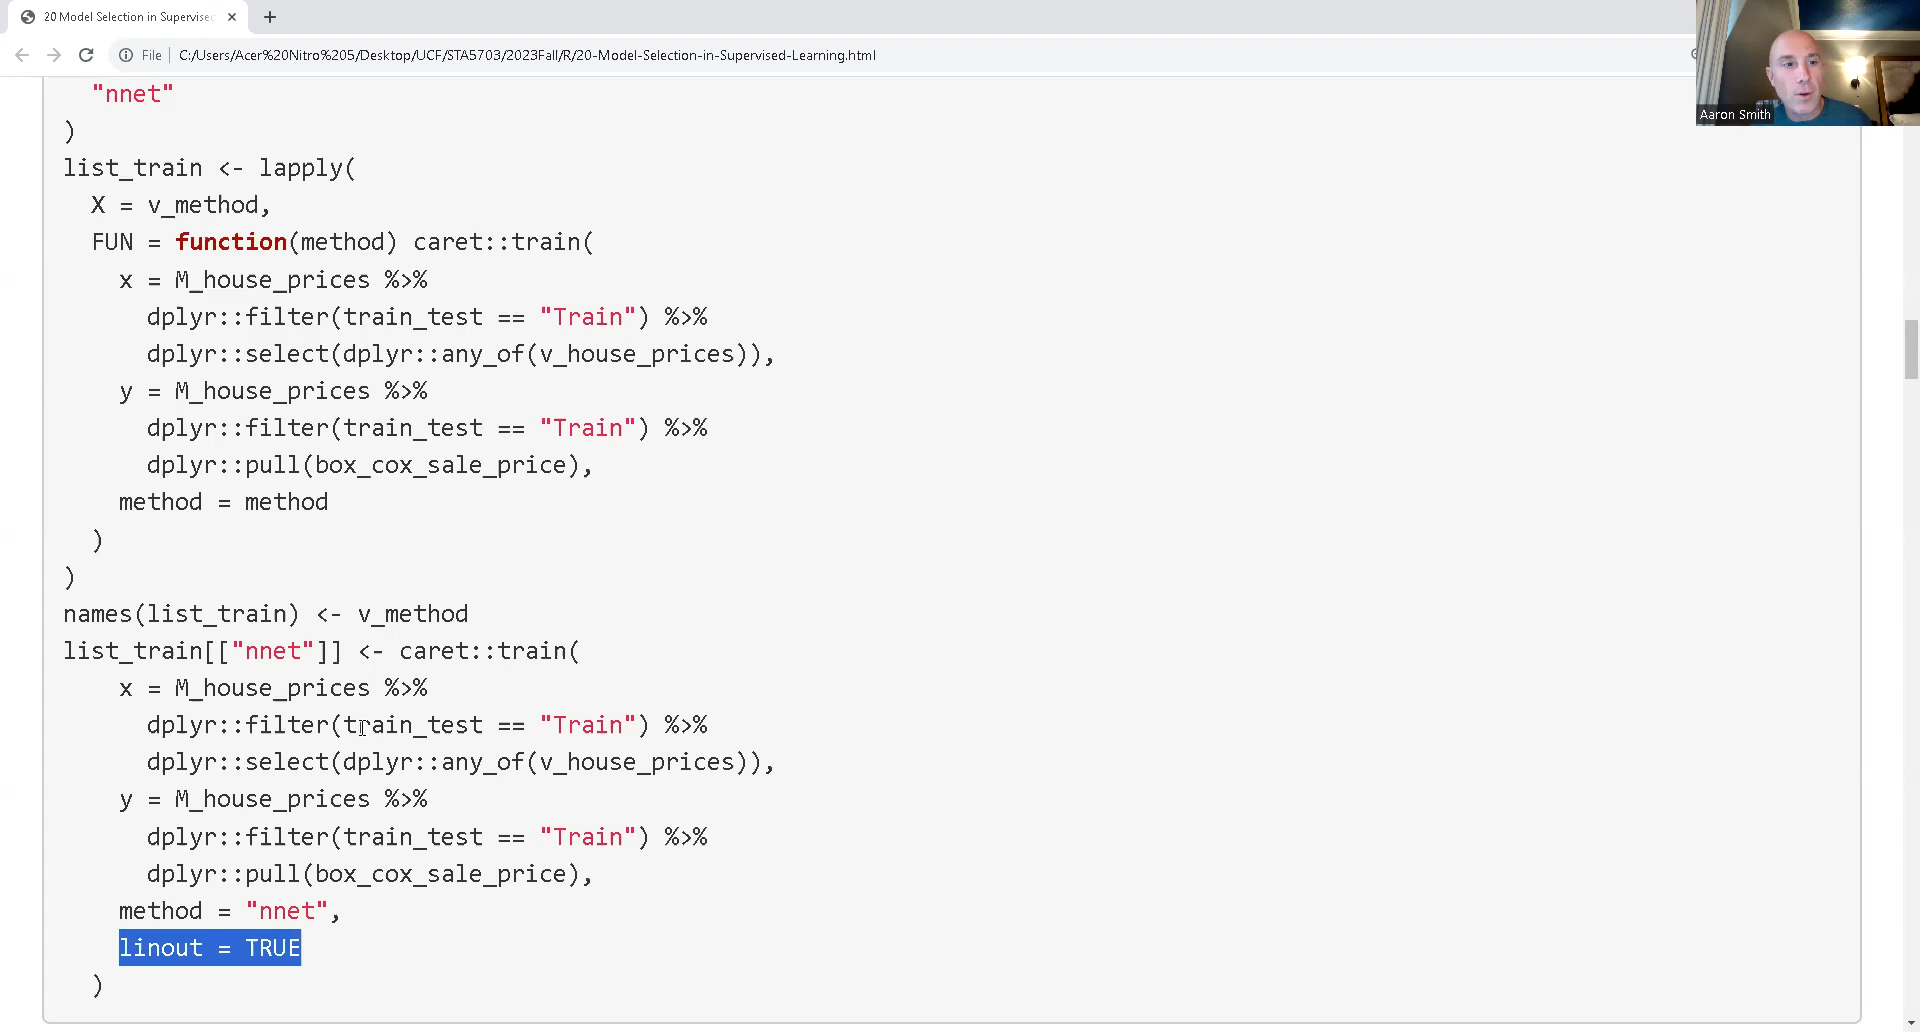 20 Model Selection in Supervised
File
C:/Users/Acer%20Nitro%205/Desktop/UCF/STA5703/2023Fall/R/20-Model-Selection-in-Supervised-Learning.html
Aaron Smith
"nnet"
)
list_train <- lapply(
X = v_method,
FUN = function(method) caret::train(
x = M_house_prices %>%
dplyr::filter(train_test == "Train") %>%
dplyr::select(dplyr::any_of(v_house_prices)),
y = M_house_prices %>%
dplyr::filter(train_test == "Train") %>%
dplyr::pull(box_cox_sale_price),
method = method
)
)
names(list_train) <- v_method
list_train[["nnet"]] <- caret::train(
x = M_house_prices %>%
dplyr::filter(train_test == "Train") %>%
dplyr::select(dplyr::any_of(v_house_prices)),
y = M_house_prices %>%
dplyr::filter(train_test == "Train") %>%
dplyr::pull(box_cox_sale_price),
method = "nnet",
linout = TRUE
)